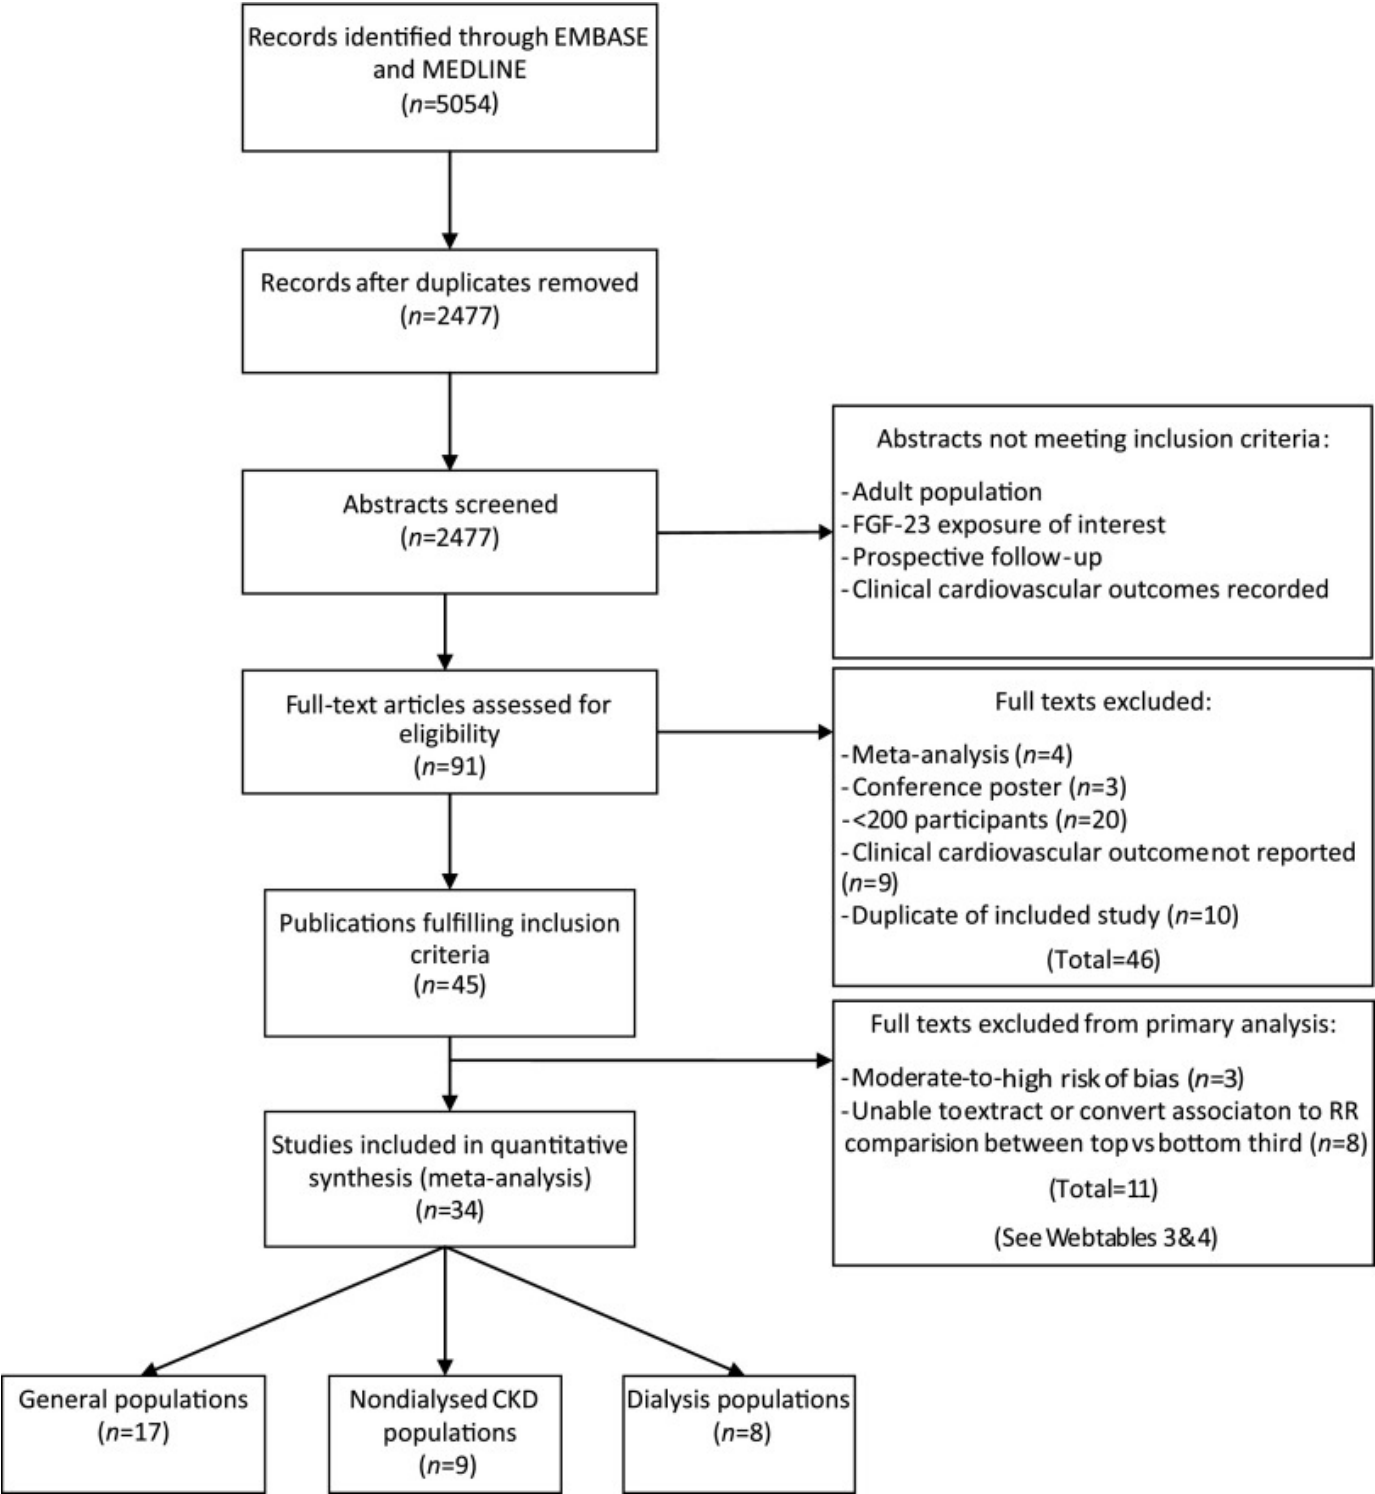 Records identified through EMBASE
and MEDLINE
(n=5054)
Records after duplicates removed
(n=2477)
Abstracts screened
(n=2477)
Abstracts not meeting inclusion criteria:
-Adult population
-FGF-23 exposure of interest
-Prospective follow-up
-Clinical cardiovascular outcomes recorded
Full-text articles assessed for
eligibility
(n=91)
Full texts excluded:
-Meta-analysis (n=4)
-Conference poster (n=3)
-<200 participants (n=20)
-Clinical cardiovascular outcome not reported
(n=9)
-Duplicate of included study (n=10)
(Total=46)
Publications fulfilling inclusion
criteria
(n=45)
Full texts excluded from primary analysis:
-Moderate-to-high risk of bias (n=3)
-Unable to extract or convert associaton to RR
comparision between top vs bottom third (n=8)
(Total=11)
(See Webtables 3&4)
Studies included in quantitative
synthesis (meta-analysis)
(n=34)
General populations
(n=17)
Nondialysed CKD
populations
(n=9)
Dialysis populations
(n=8)